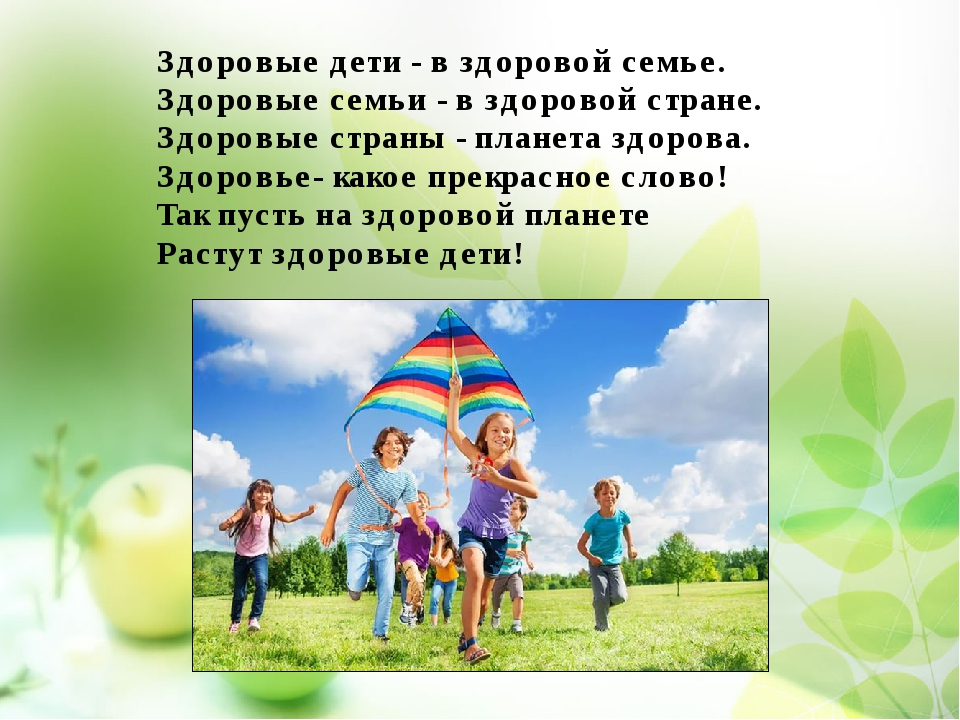 Здоровые дети - в здоровой семье.
Здоровые семьи - в здоровой стране.
Здоровые страны - планета здорова.
Здоровье- какое прекрасное слово!
Так пусть на здоровой планете
Растут здоровые дети!